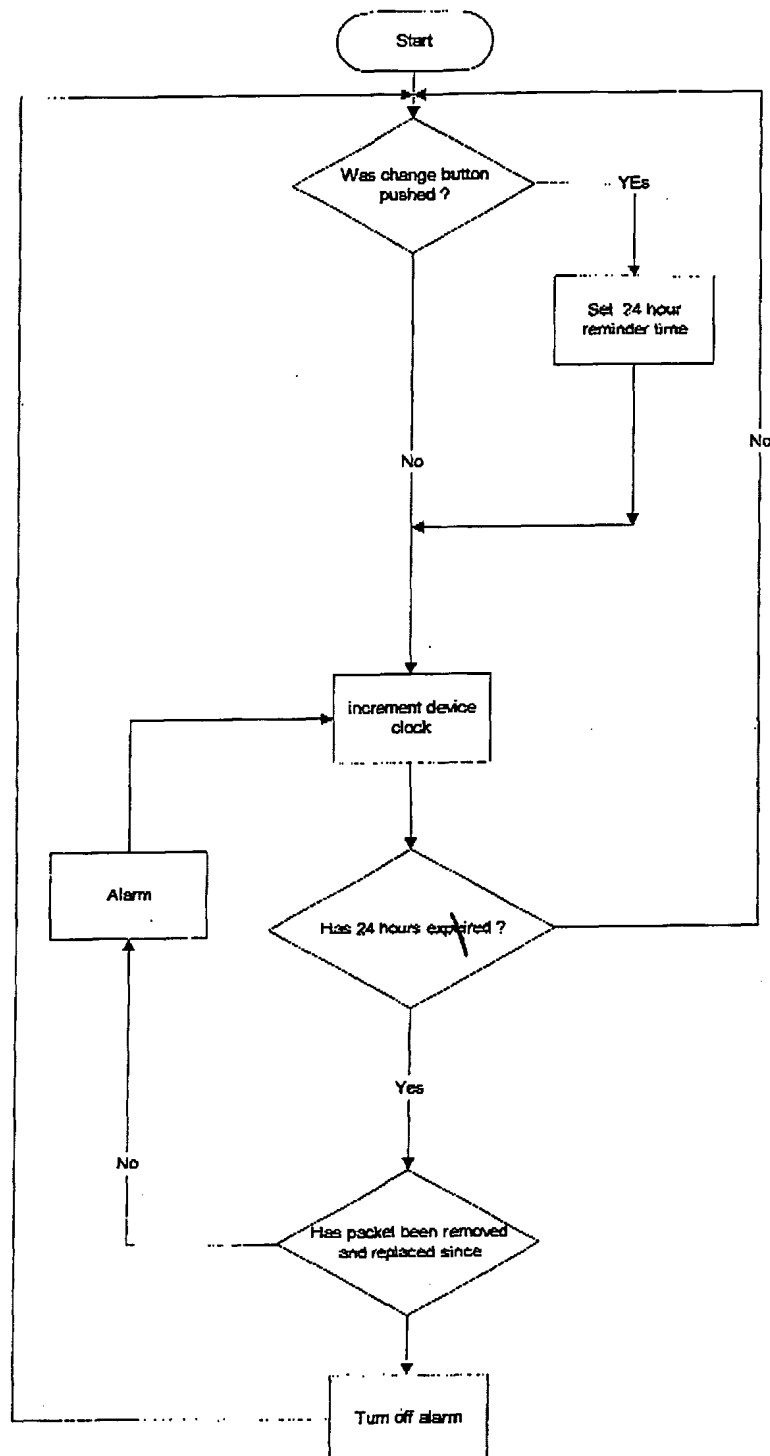 Start
Was change button
pushed ?
YEs
Set 24 hour
reminder time
No
No
increment device
clock
Alarm
Has 24 hours expeired ?
Yes
No
Has packet been removed
and replaced since
Turn off alarm